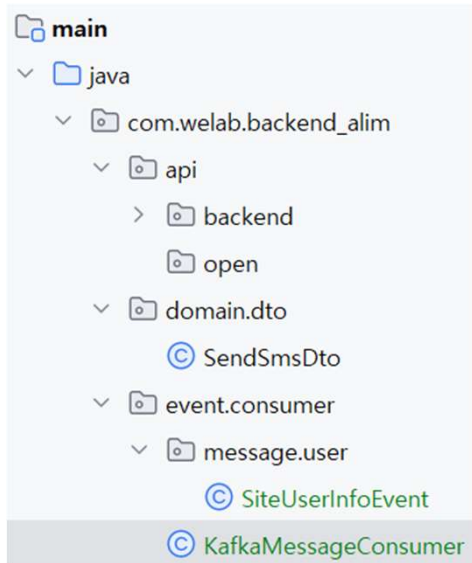 main
java
com.welab.backend_alim
api
backend
open
domain.dto
SendSmsDto
event.consumer
message.user
SiteUserInfoEvent
KafkaMessageConsumer